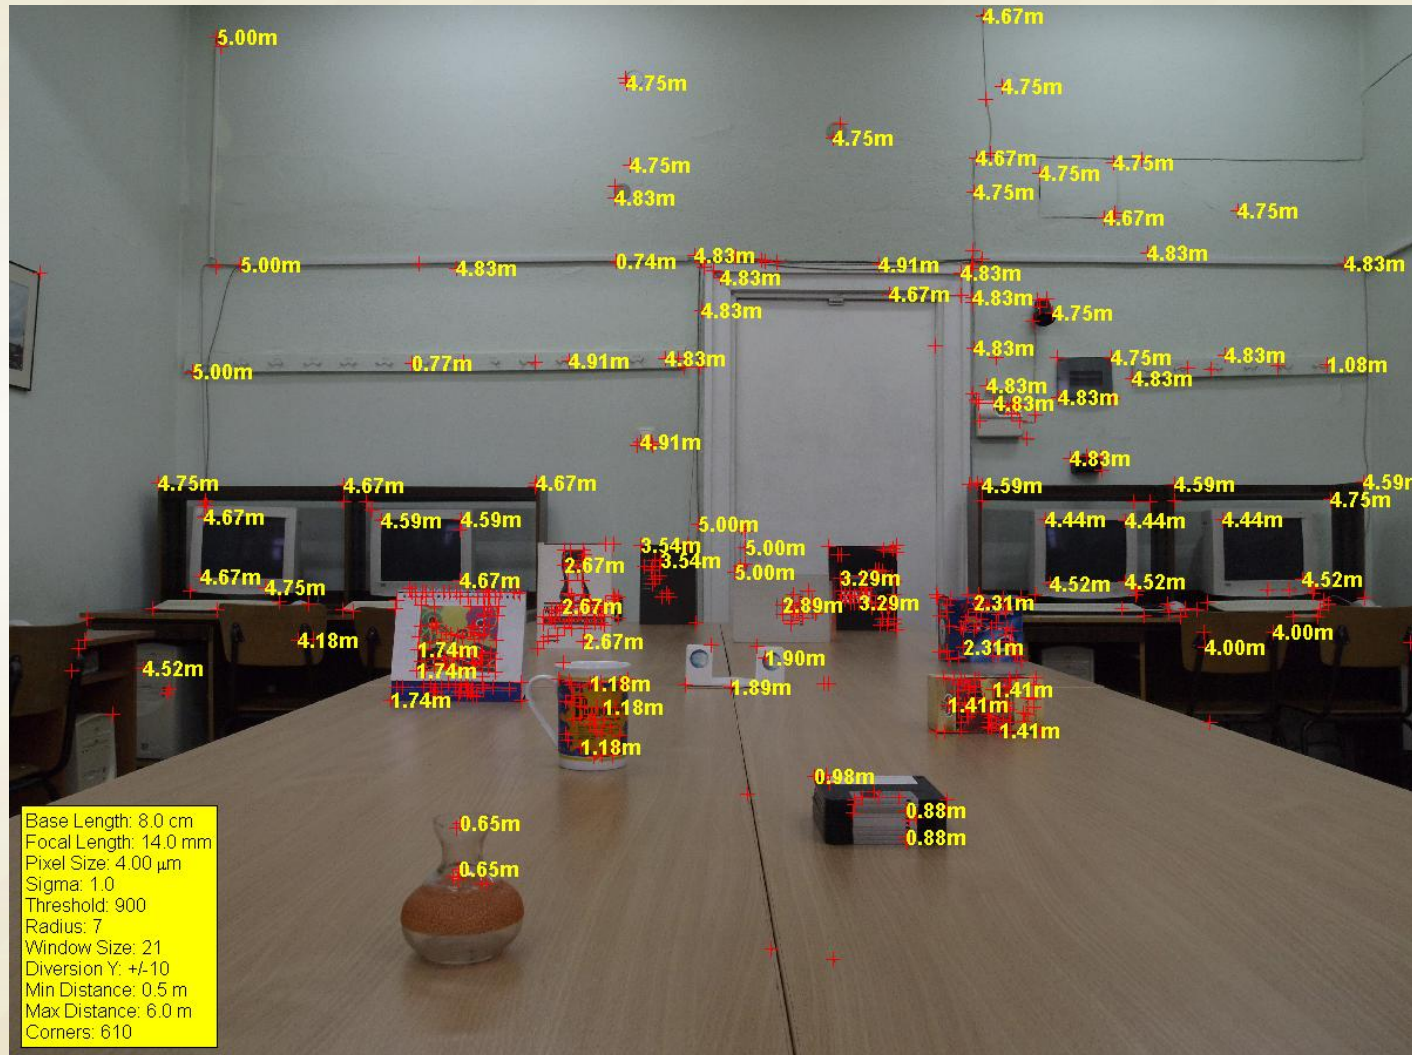 4.67m
5.00m
4.75m
4.75m
4.75m
4.67m
4.75m
4.75m
4.75m
4.83m
4.75m
4.67m
4.75m
5.00m
4.83m
0.74m
4.83m
4.91m
4.83m
4.83m
4.83m
4.83m
4.67m
4.83m
4.83m
4.75m
5.00m
0.77m
4.91m
4.83m
4.83m
4.75m
4.83m
1.08m
4.83m
4.83m
4.83m
4.83m
4.91m
4.83m
4.75m
4.67m
4.67m
4.59m
4.59m
4.59m
4.75m
4.67m
4.59m
4.59m
5.00m
4.44m
4.44m
4.44m
3.54m
3.54m
5.00m
2.67m
5.00m
3.29m
4.67m
4.75m
4.67m
4.52m
4.52m
4.52m
2.67m
2.89m
3.29m
2.31m
4.18m
2.67m
2.31m
4.00m
4.00m
4.52m
1.74m
1.74m
1.74m
1.90m
1.89m
1.18m
1.18m
1.18m
1.41m
1.41m
1.41m
0.98m
0.88m
0.88m
0.65m
0.65m
Base Length: 8.0 cm
Focal Length: 14.0 mm
Pixel Size: 4.00 μm
Sigma: 1.0
Threshold: 900
Radius: 7
Window Size: 21
Diversion Y: +/-10
Min Distance: 0.5 m
Max Distance: 6.0 m
Corners: 610